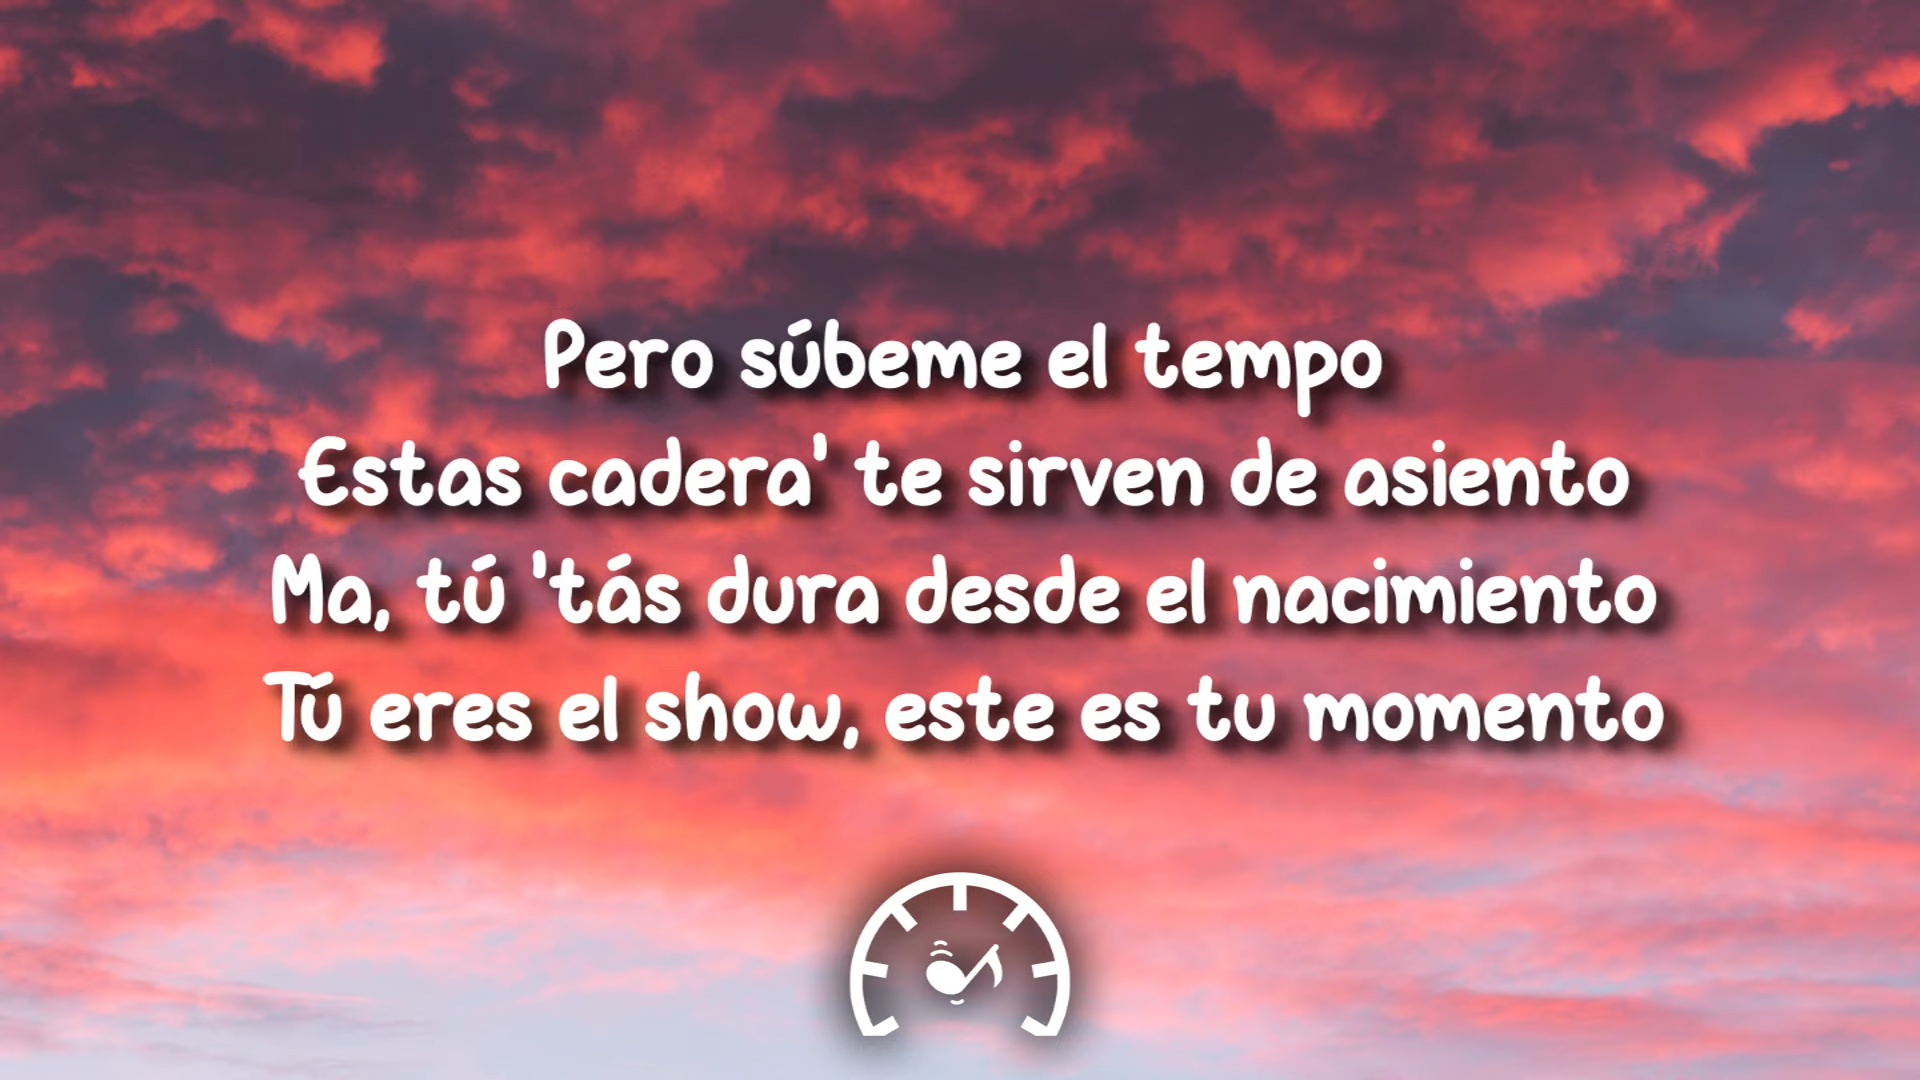 Pero súbeme el tempo
Estas cadera' te sirven de asiento
Ma, tú 'tás dura desde el nacimiento
Tú eres el show, este es tu momento